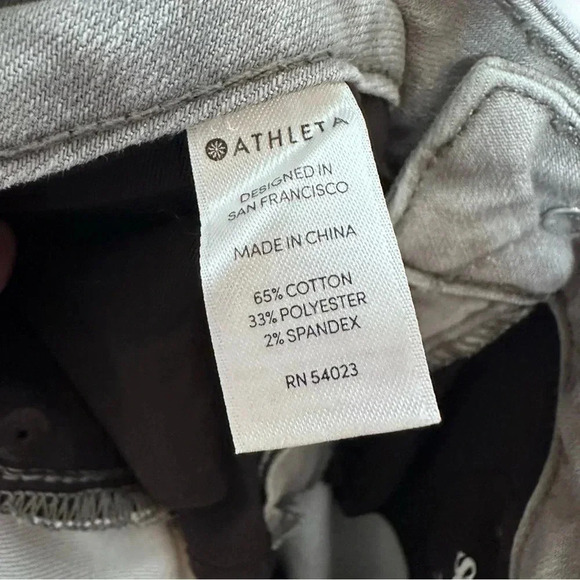 ATHLETA
DESIGNED IN
SAN FRANCISCO
MADE IN CHINA
65% COTTON
33% POLYESTER
2% SPANDEX
RN 54023